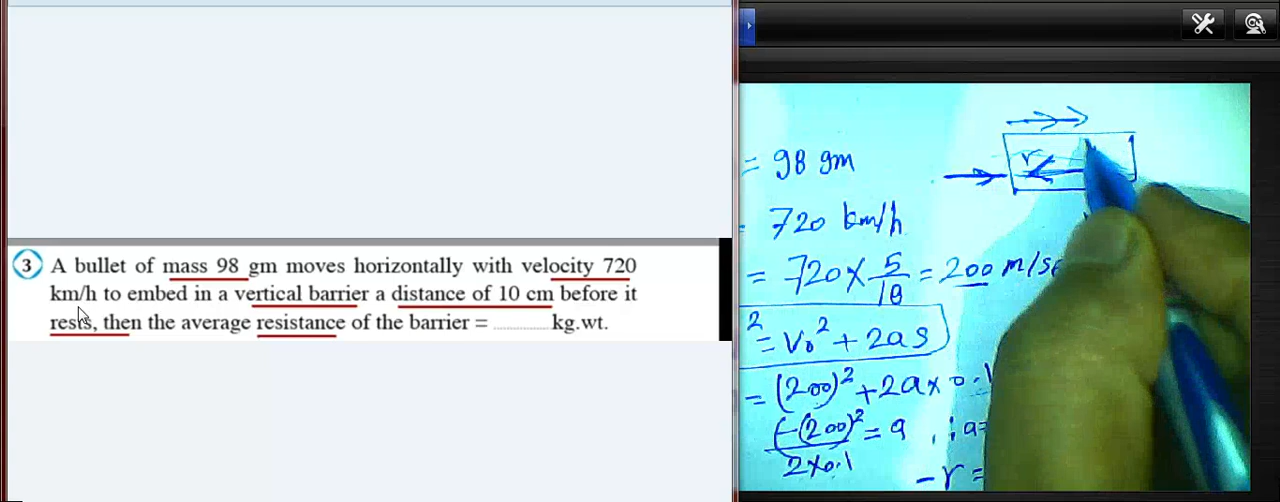 3 A bullet of mass 98 gm moves horizontally with velocity 720
km/h to embed in a vertical barrier a distance of 10 cm before it
rests, then the average resistance of the barrier = ............ kg.wt.
= 98 gm
720 km/h
= 720 × 5/18 = 200 m/se
² = V₀² + 2as
= (200)² + 2a × 0.1
-(200)²/2×0.1 = a , ∴ a=
-r =
r